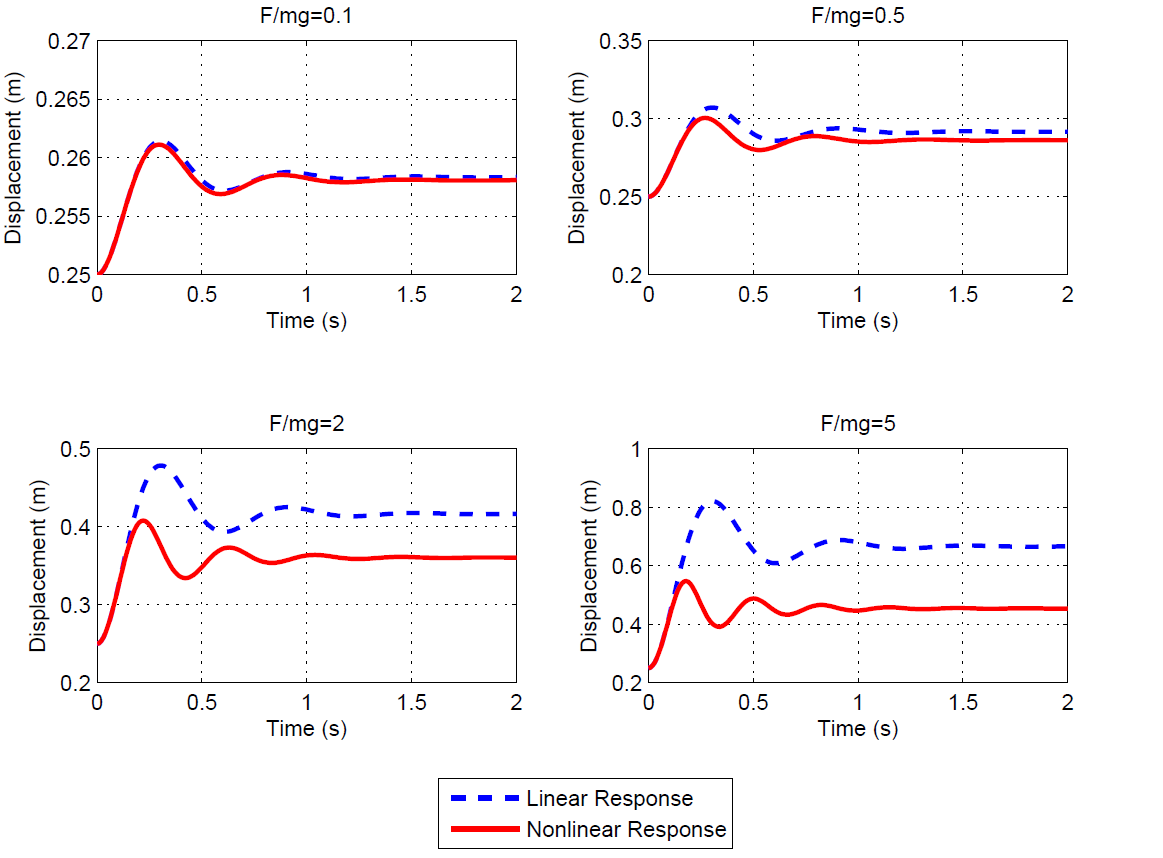 F/mg=0.1
0.27
0.265
0.26
0.255
0.25
Displacement (m)
0 0.5 1 1.5 2
Time (s)
F/mg=0.5
0.35
0.3
0.25
0.2
Displacement (m)
0 0.5 1 1.5 2
Time (s)
F/mg=2
0.5
0.4
0.3
0.2
Displacement (m)
0 0.5 1 1.5 2
Time (s)
F/mg=5
1
0.8
0.6
0.4
0.2
Displacement (m)
0 0.5 1 1.5 2
Time (s)
Linear Response
Nonlinear Response